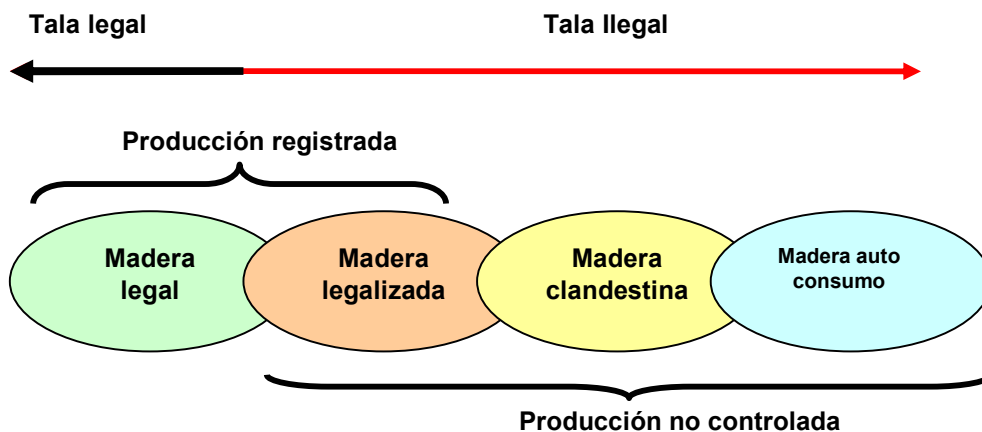 Tala legal
Tala Ilegal
Producción registrada
Madera
legal
Madera
legalizada
Madera
clandestina
Madera auto
consumo
Producción no controlada